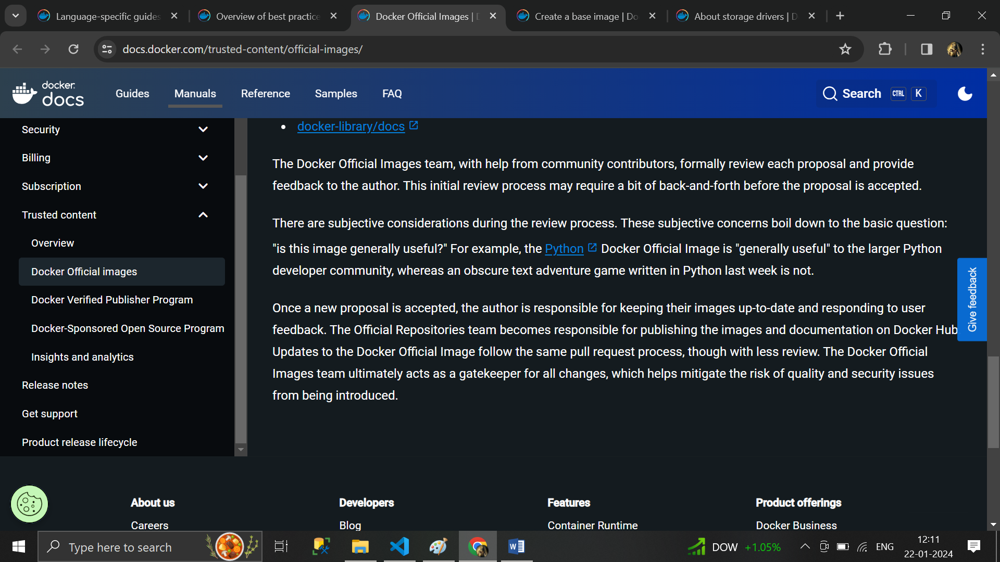 Language-specific guides
Overview of best practice
Docker Official Images | D
Create a base image | Do
About storage drivers | D
docs.docker.com/trusted-content/official-images/
docker
docs
Guides
Manuals
Reference
Samples
FAQ
Search
CTRL
K
Security
Billing
Subscription
Trusted content
Overview
Docker Official images
Docker Verified Publisher Program
Docker-Sponsored Open Source Program
Insights and analytics
Release notes
Get support
Product release lifecycle
docker-library/docs
The Docker Official Images team, with help from community contributors, formally review each proposal and provide
feedback to the author. This initial review process may require a bit of back-and-forth before the proposal is accepted.
There are subjective considerations during the review process. These subjective concerns boil down to the basic question:
"is this image generally useful?" For example, the Python Docker Official Image is "generally useful" to the larger Python
developer community, whereas an obscure text adventure game written in Python last week is not.
Once a new proposal is accepted, the author is responsible for keeping their images up-to-date and responding to user
feedback. The Official Repositories team becomes responsible for publishing the images and documentation on Docker Hub
Updates to the Docker Official Image follow the same pull request process, though with less review. The Docker Official
Images team ultimately acts as a gatekeeper for all changes, which helps mitigate the risk of quality and security issues
from being introduced.
Give feedback
About us
Careers
Developers
Blog
Features
Container Runtime
Product offerings
Docker Business
Type here to search
DOW +1.05%
ENG
12:11
22-01-2024